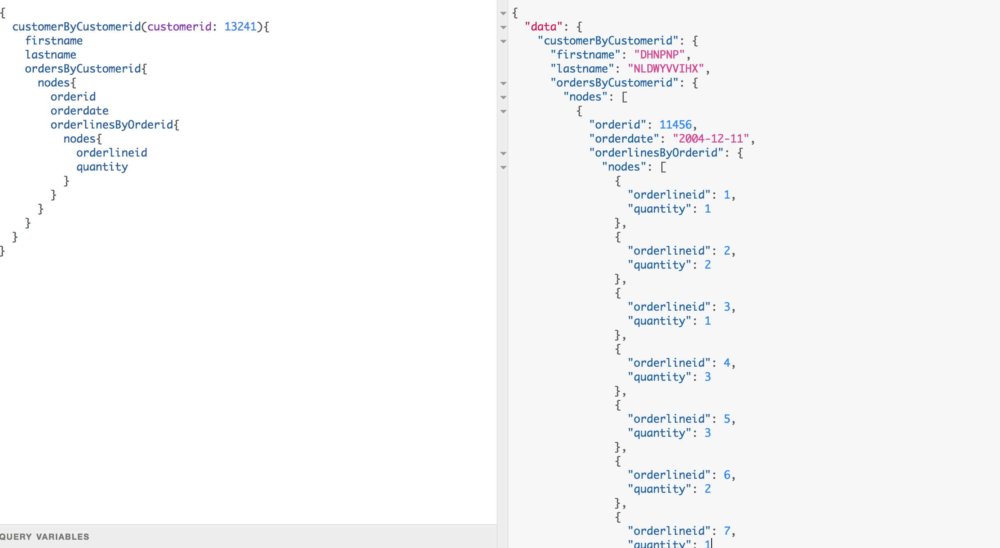 {
  customerByCustomerid(customerid: 13241){
    firstname
    lastname
    ordersByCustomerid{
      nodes{
        orderid
        orderdate
        orderlinesByOrderid{
          nodes{
            orderlineid
            quantity
          }
        }
      }
    }
  }
}
QUERY VARIABLES
{
  "data": {
    "customerByCustomerid": {
      "firstname": "DHNPNP",
      "lastname": "NLDWYVVIHX",
      "ordersByCustomerid": {
        "nodes": [
          {
            "orderid": 11456,
            "orderdate": "2004-12-11",
            "orderlinesByOrderid": {
              "nodes": [
                {
                  "orderlineid": 1,
                  "quantity": 1
                },
                {
                  "orderlineid": 2,
                  "quantity": 2
                },
                {
                  "orderlineid": 3,
                  "quantity": 1
                },
                {
                  "orderlineid": 4,
                  "quantity": 3
                },
                {
                  "orderlineid": 5,
                  "quantity": 3
                },
                {
                  "orderlineid": 6,
                  "quantity": 2
                },
                {
                  "orderlineid": 7,
                  "quantity": 1